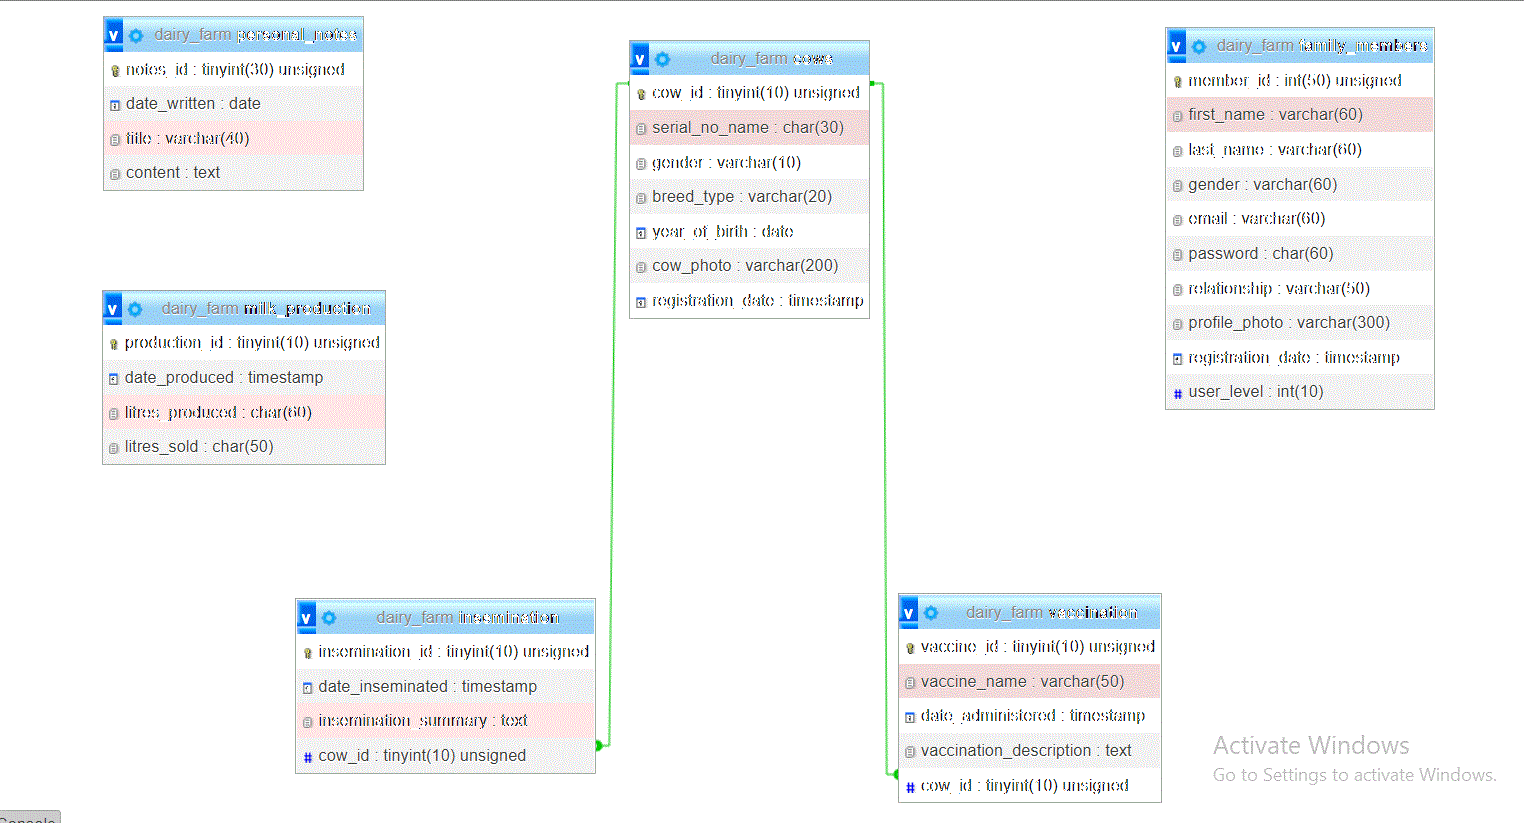 dairy_farm personal_notes
notes_id : tinyint(30) unsigned
date_written : date
title : varchar(40)
content : text
dairy_farm milk_production
production_id : tinyint(10) unsigned
date_produced : timestamp
litres_produced : char(60)
litres_sold : char(50)
dairy_farm cows
cow_id : tinyint(10) unsigned
serial_no_name : char(30)
gender : varchar(10)
breed_type : varchar(20)
year_of_birth : date
cow_photo : varchar(200)
registration_date : timestamp
dairy_farm family_members
member_id : int(50) unsigned
first_name : varchar(60)
last_name : varchar(60)
gender : varchar(60)
email : varchar(60)
password : char(60)
relationship : varchar(50)
profile_photo : varchar(300)
registration_date : timestamp
user_level : int(10)
dairy_farm insemination
insemination_id : tinyint(10) unsigned
date_inseminated : timestamp
insemination_summary : text
cow_id : tinyint(10) unsigned
dairy_farm vaccination
vaccine_id : tinyint(10) unsigned
vaccine_name : varchar(50)
date_administered : timestamp
vaccination_description : text
cow_id : tinyint(10) unsigned
Activate Windows
Go to Settings to activate Windows.
Console